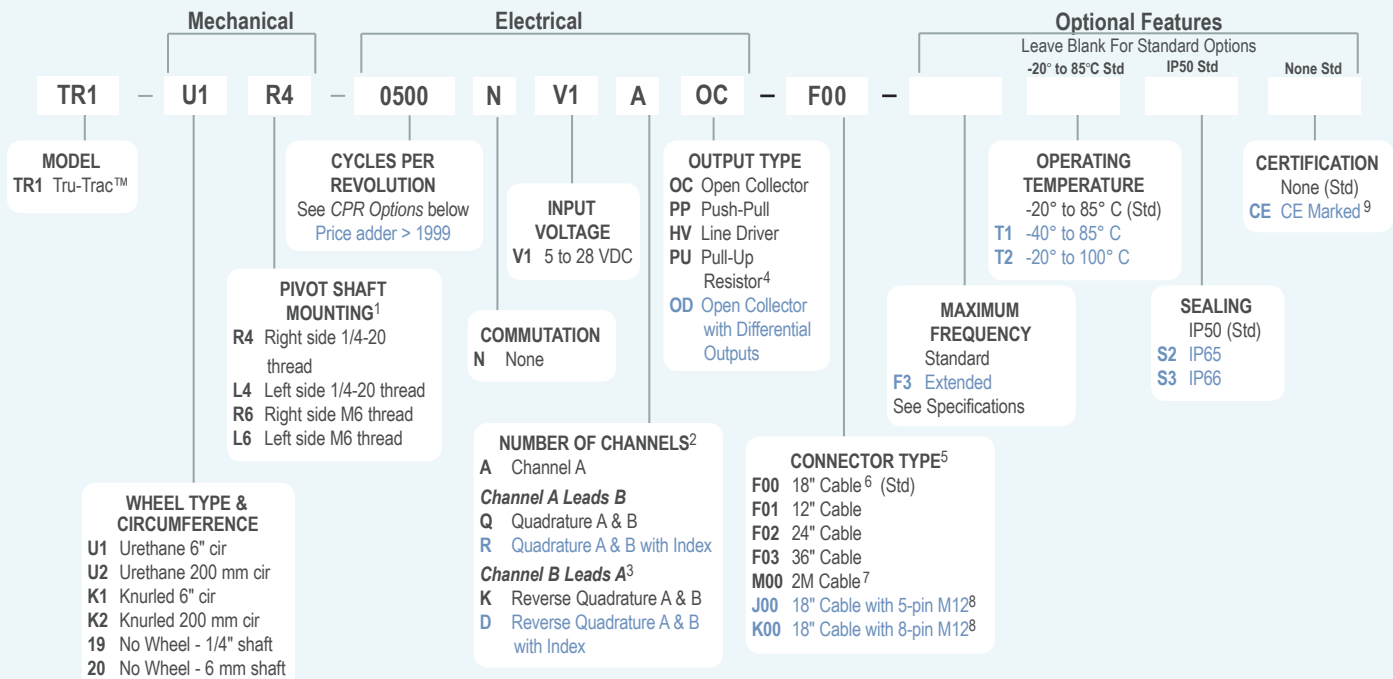 Mechanical
Electrical
Optional Features
Leave Blank For Standard Options
-20° to 85°C Std
IP50 Std
None Std
TR1 – U1 R4 – 0500 N V1 A OC – F00 –
MODEL
TR1 Tru-Trac™
CYCLES PER
REVOLUTION
See CPR Options below
Price adder > 1999
INPUT
VOLTAGE
V1 5 to 28 VDC
OUTPUT TYPE
OC Open Collector
PP Push-Pull
HV Line Driver
PU Pull-Up
Resistor4
OD Open Collector
with Differential
Outputs
OPERATING
TEMPERATURE
-20° to 85° C (Std)
T1 -40° to 85° C
T2 -20° to 100° C
CERTIFICATION
None (Std)
CE CE Marked 9
PIVOT SHAFT
MOUNTING1
R4 Right side 1/4-20
thread
L4 Left side 1/4-20 thread
R6 Right side M6 thread
L6 Left side M6 thread
COMMUTATION
N None
MAXIMUM
FREQUENCY
Standard
F3 Extended
See Specifications
SEALING
IP50 (Std)
S2 IP65
S3 IP66
NUMBER OF CHANNELS2
A Channel A
Channel A Leads B
Q Quadrature A & B
R Quadrature A & B with Index
Channel B Leads A3
K Reverse Quadrature A & B
D Reverse Quadrature A & B
with Index
CONNECTOR TYPE5
F00 18" Cable 6 (Std)
F01 12" Cable
F02 24" Cable
F03 36" Cable
M00 2M Cable7
J00 18" Cable with 5-pin M128
K00 18" Cable with 8-pin M128
WHEEL TYPE &
CIRCUMFERENCE
U1 Urethane 6" cir
U2 Urethane 200 mm cir
K1 Knurled 6" cir
K2 Knurled 200 mm cir
19 No Wheel - 1/4" shaft
20 No Wheel - 6 mm shaft